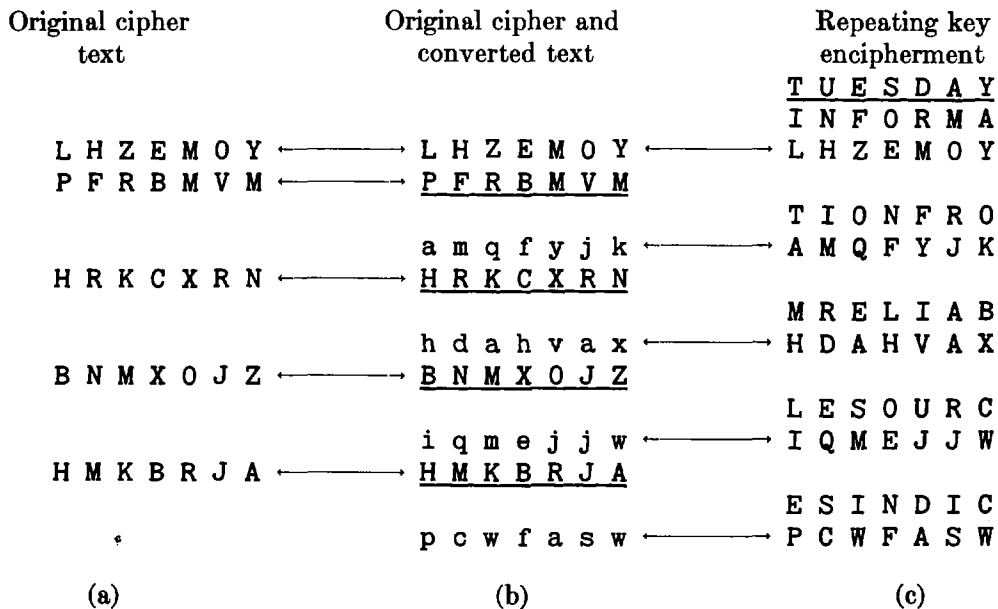 Original cipher text
Original cipher and converted text
Repeating key encipherment
T U E S D A Y
I N F O R M A
L H Z E M O Y ⟷ L H Z E M O Y ⟷ L H Z E M O Y
P F R B M V M ⟷ P F R B M V M
T I O N F R O
a m q f y j k ⟷ A M Q F Y J K
H R K C X R N ⟷ H R K C X R N
M R E L I A B
h d a h v a x ⟷ H D A H V A X
B N M X O J Z ⟷ B N M X O J Z
L E S O U R C
i q m e j j w ⟷ I Q M E J J W
H M K B R J A ⟷ H M K B R J A
E S I N D I C
p c w f a s w ⟷ P C W F A S W
(a) (b) (c)